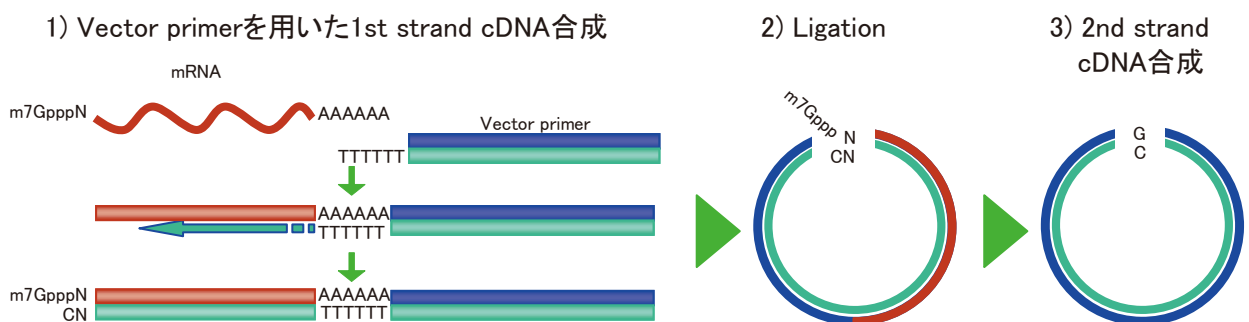 1) Vector primerを用いた1st strand cDNA合成
mRNA
m7GpppN
AAAAAA
Vector primer
TTTTTT
AAAAAA
TTTTTT
m7GpppN
CN
AAAAAA
TTTTTT
2) Ligation
m7Gppp
N
CN
3) 2nd strand
cDNA合成
G
C